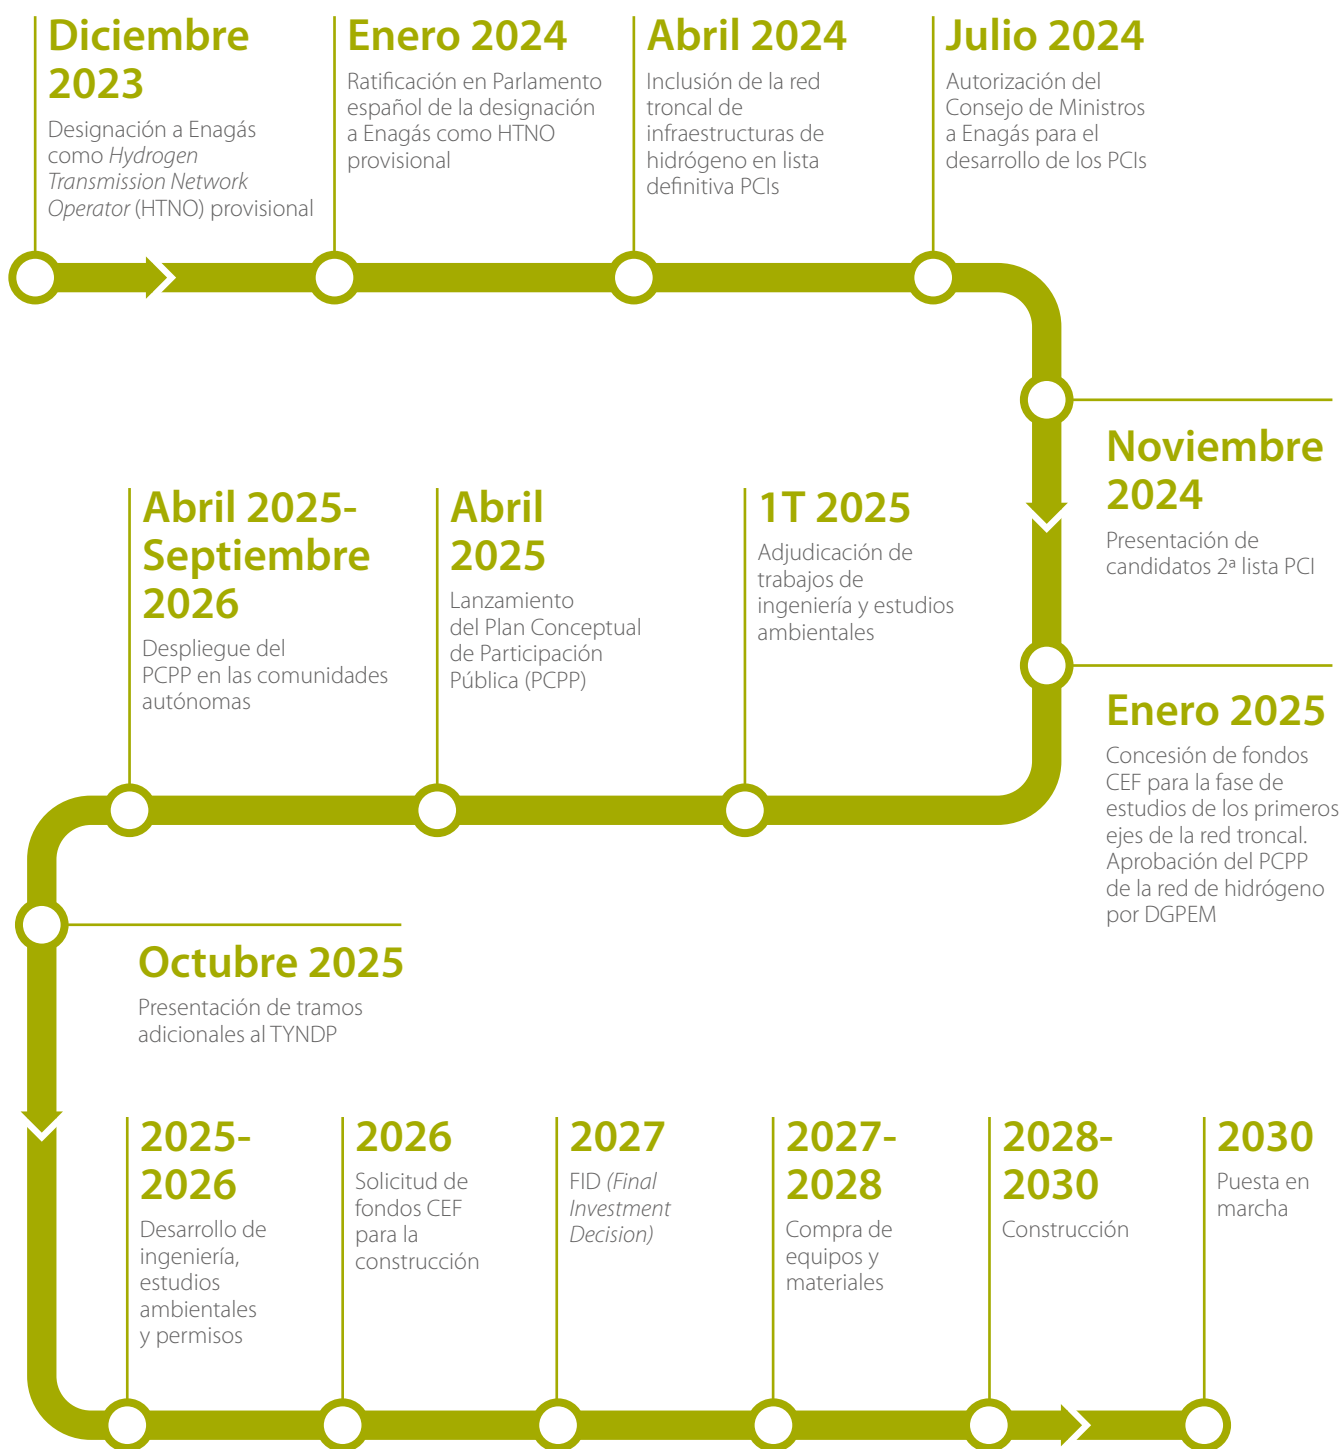 Diciembre
2023
Designación a Enagás
como Hydrogen
Transmission Network
Operator (HTNO) provisional
Enero 2024
Ratificación en Parlamento
español de la designación
a Enagás como HTNO
provisional
Abril 2024
Inclusión de la red
troncal de
infraestructuras de
hidrógeno en lista
definitiva PCIs
Julio 2024
Autorización del
Consejo de Ministros
a Enagás para el
desarrollo de los PCIs
Noviembre
2024
Presentación de
candidatos 2ª lista PCI
Enero 2025
Concesión de fondos
CEF para la fase de
estudios de los primeros
ejes de la red troncal.
Aprobación del PCPP
de la red de hidrógeno
por DGPEM
1T 2025
Adjudicación de
trabajos de
ingeniería y estudios
ambientales
Abril
2025
Lanzamiento
del Plan Conceptual
de Participación
Pública (PCPP)
Abril 2025-
Septiembre
2026
Despliegue del
PCPP en las comunidades
autónomas
Octubre 2025
Presentación de tramos
adicionales al TYNDP
2025-
2026
Desarrollo de
ingeniería,
estudios
ambientales
y permisos
2026
Solicitud de
fondos CEF
para la
construcción
2027
FID (Final
Investment
Decision)
2027-
2028
Compra de
equipos y
materiales
2028-
2030
Construcción
2030
Puesta en
marcha